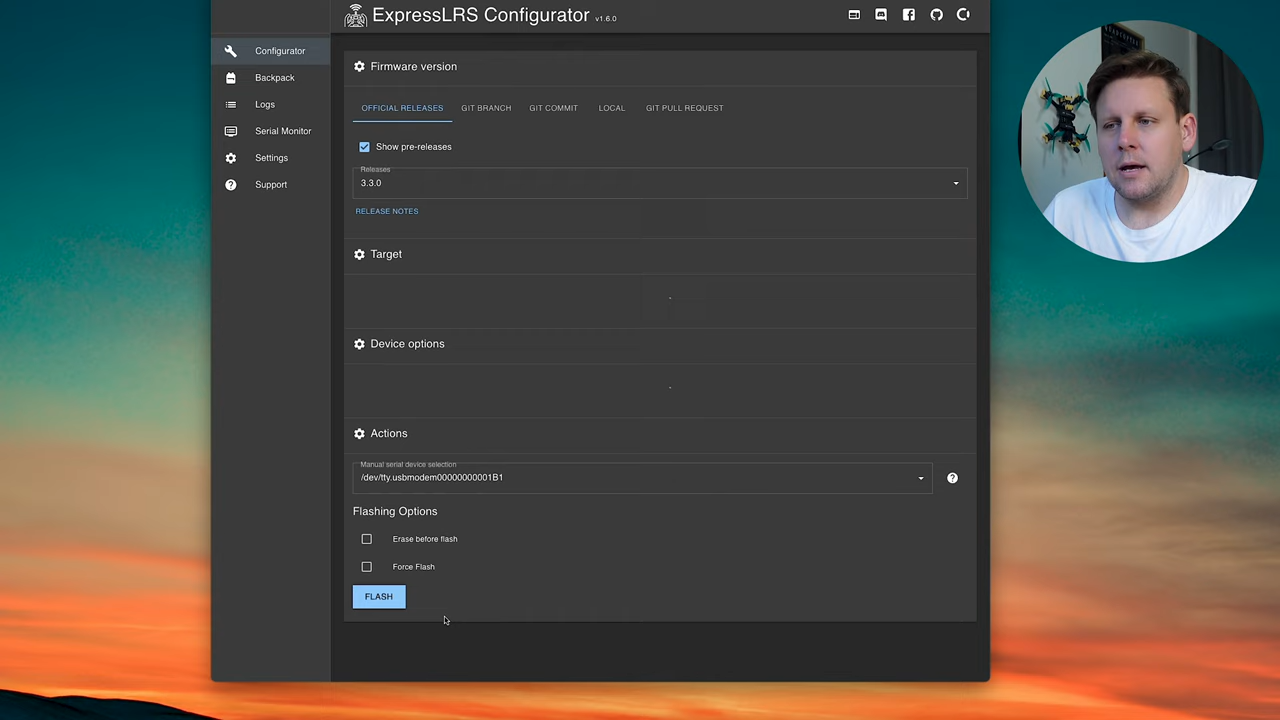 ExpressLRS Configurator v1.6.0
Configurator
Backpack
Logs
Serial Monitor
Settings
Support
Firmware version
OFFICIAL RELEASES GIT BRANCH GIT COMMIT LOCAL GIT PULL REQUEST
Show pre-releases
Releases
3.3.0
RELEASE NOTES
Target
Device options
Actions
Manual serial device selection
/dev/tty.usbmodem00000000001B1
Flashing Options
Erase before flash
Force Flash
FLASH